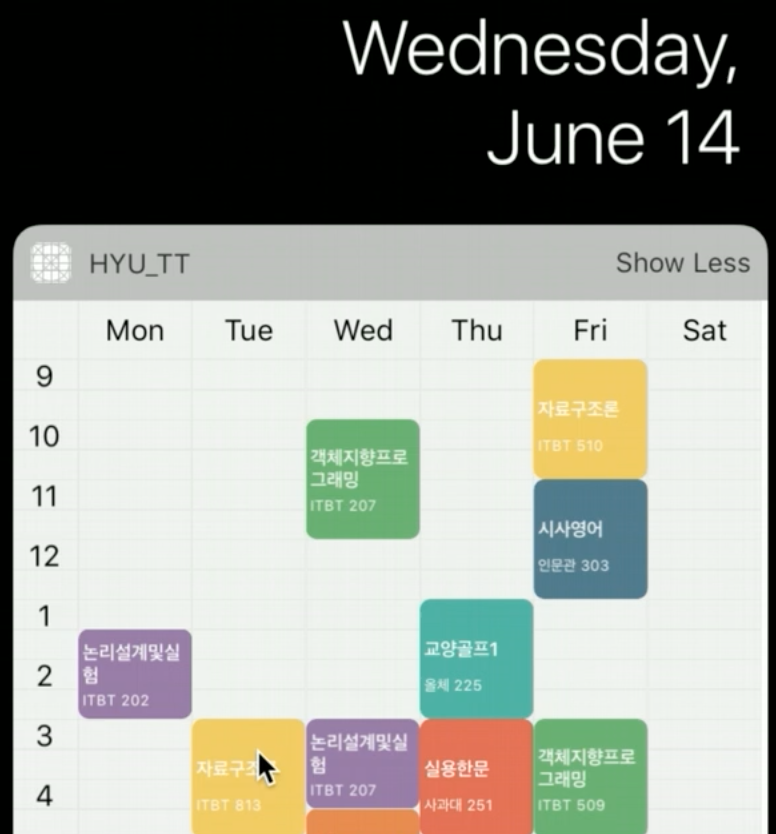 Wednesday,
June 14
HYU_TT
Show Less
Mon Tue Wed Thu Fri Sat
9
자료구조론
ITBT 510
10
객체지향프로
그래밍
ITBT 207
11
시사영어
인문관 303
12
1
교양골프1
올체 225
논리설계및실
험
ITBT 202
2
3
자료구조
ITBT 813
논리설계및실
험
ITBT 207
실용한문
사과대 251
객체지향프로
그래밍
ITBT 509
4